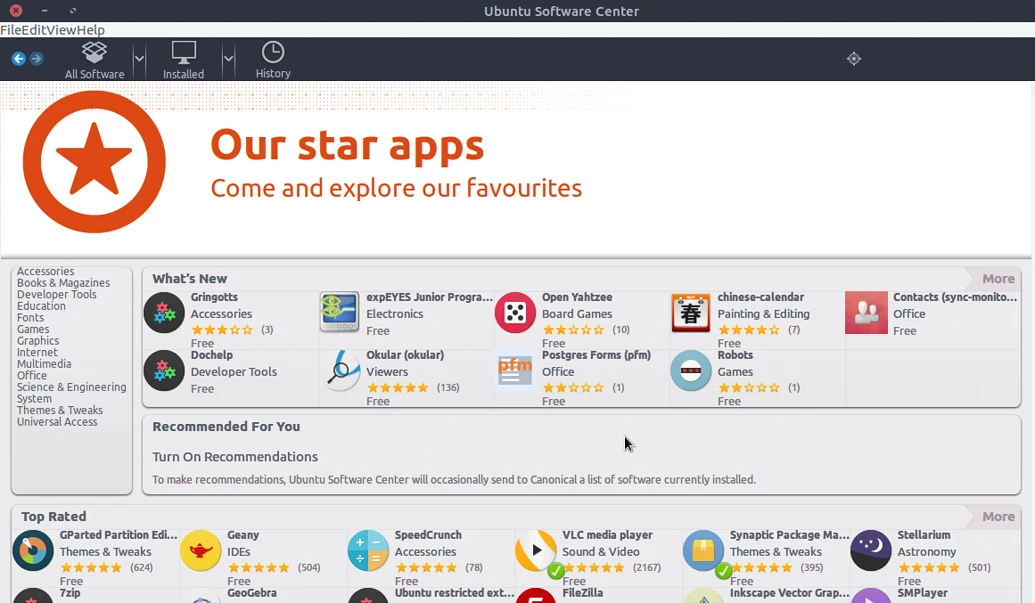 Ubuntu Software Center
FileEditViewHelp
All Software
Installed
History
Our star apps
Come and explore our favourites
Accessories
Books & Magazines
Developer Tools
Education
Fonts
Games
Graphics
Internet
Multimedia
Office
Science & Engineering
System
Themes & Tweaks
Universal Access
What's New
More
Gringotts
Accessories
(3)
Free
expEYES Junior Progra...
Electronics
Free
Open Yahtzee
Board Games
(10)
Free
春
chinese-calendar
Painting & Editing
(7)
Free
Contacts (sync-monito...
Office
Free
Dochelp
Developer Tools
Free
Okular (okular)
Viewers
(136)
Free
pfm
Postgres Forms (pfm)
Office
(1)
Free
Robots
Games
(1)
Free
Recommended For You
Turn On Recommendations
To make recommendations, Ubuntu Software Center will occasionally send to Canonical a list of software currently installed.
Top Rated
More
GParted Partition Edi...
Themes & Tweaks
(624)
Free
Geany
IDEs
(504)
Free
SpeedCrunch
Accessories
(78)
Free
VLC media player
Sound & Video
(2167)
Free
Synaptic Package Ma...
Themes & Tweaks
(395)
Free
Stellarium
Astronomy
(501)
Free
7zip
GeoGebra
Ubuntu restricted ext...
FileZilla
Inkscape Vector Grap...
SMPlayer